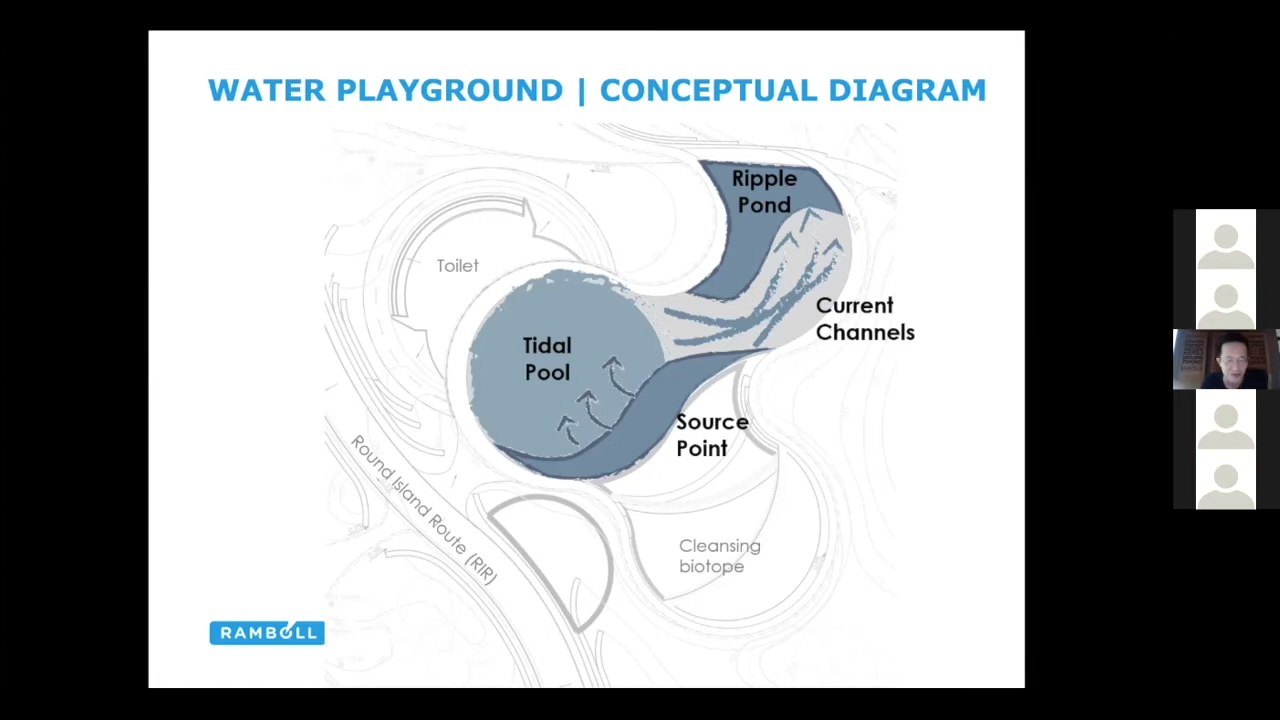 WATER PLAYGROUND | CONCEPTUAL DIAGRAM
Ripple
Pond
Toilet
Current
Channels
Tidal
Pool
Source
Point
Round Island Route (RIR)
Cleansing
biotope
RAMBOLL